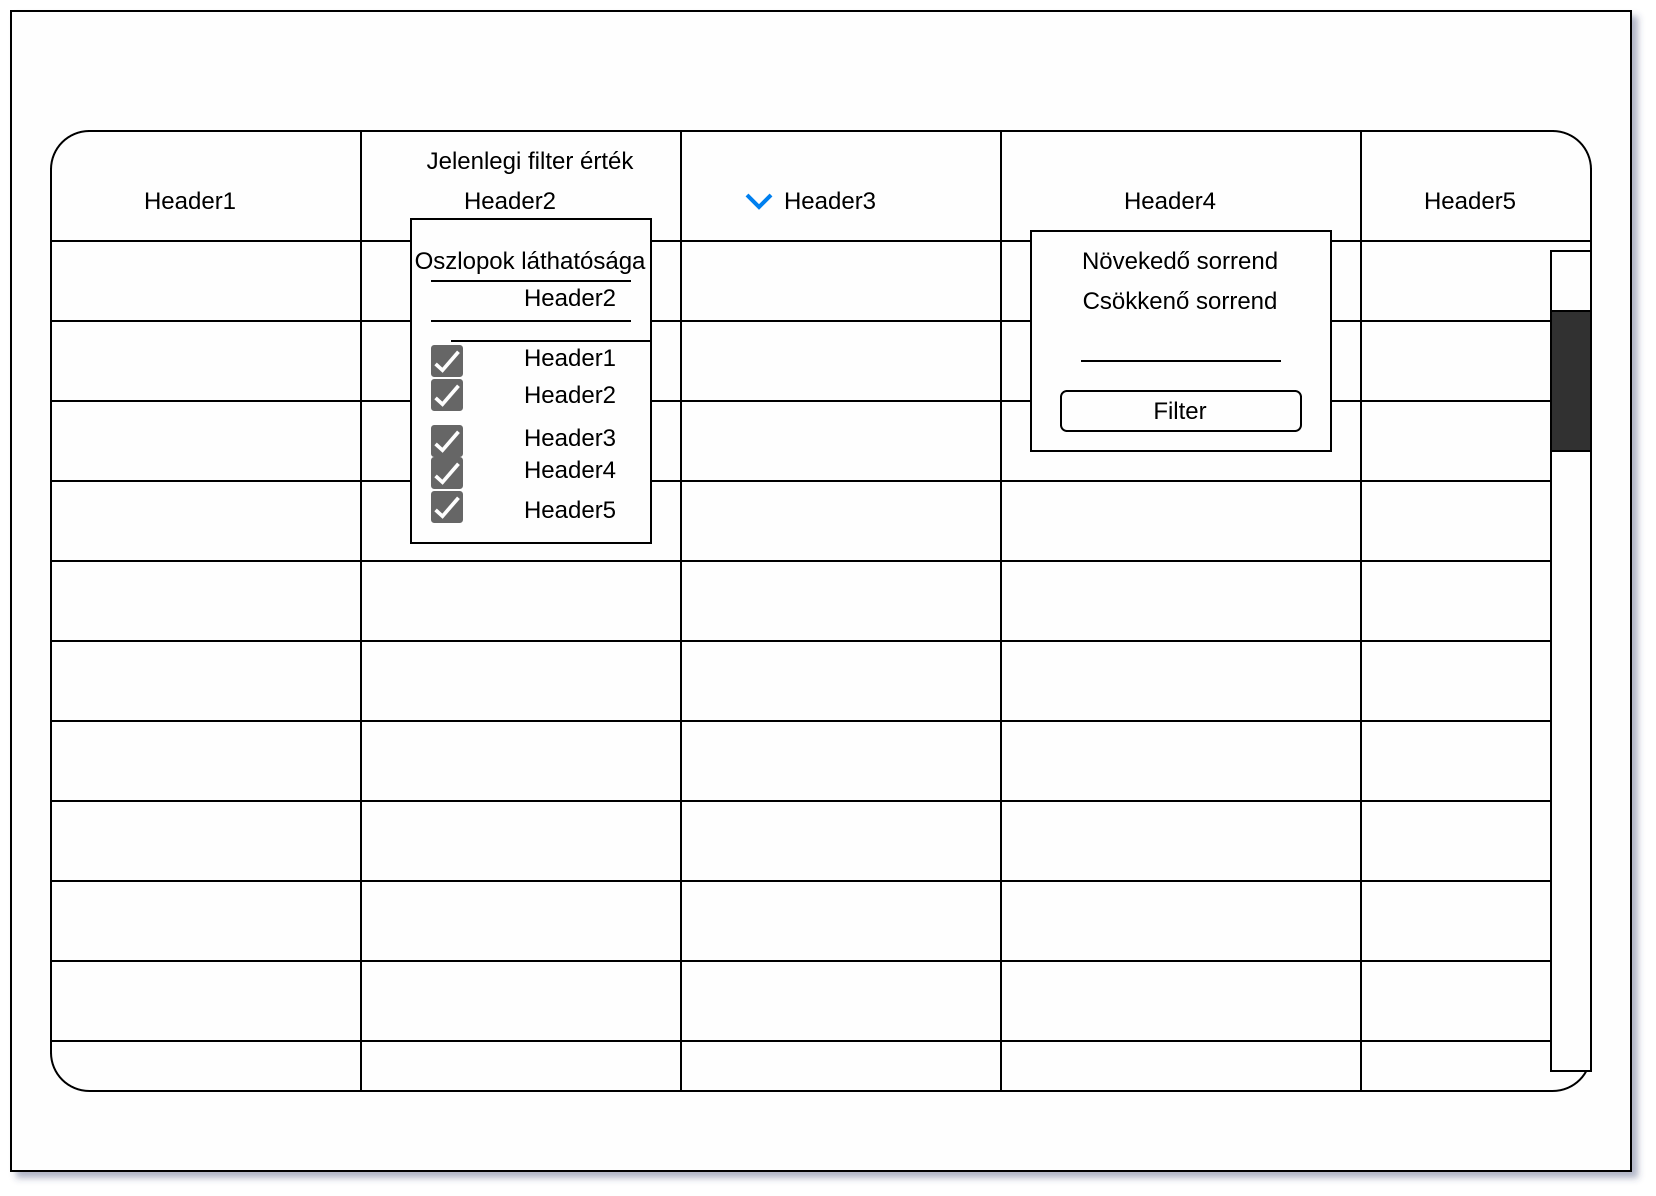 Jelenlegi filter érték
Header1
Header2
Header3
Header4
Header5
Oszlopok láthatósága
Header2
Header1
Header2
Header3
Header4
Header5
Növekedő sorrend
Csökkenő sorrend
Filter